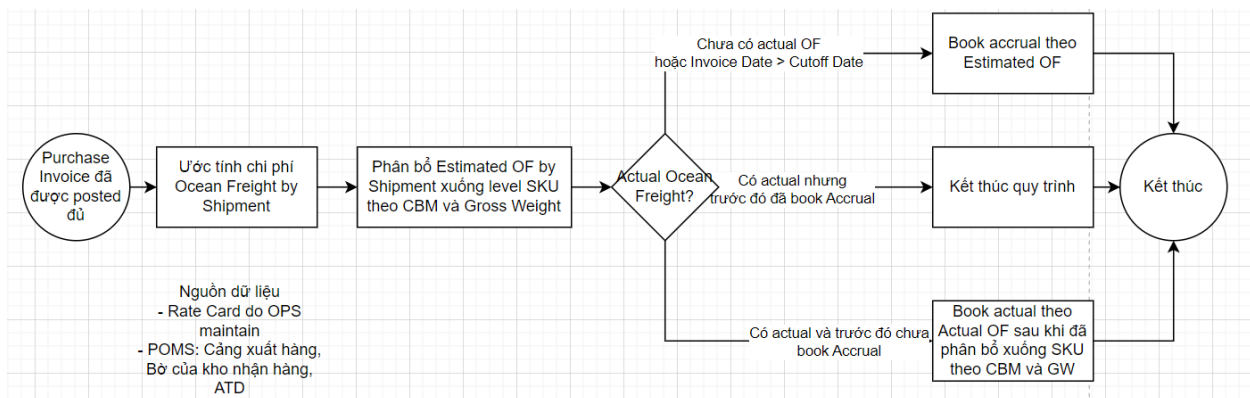 Purchase
Invoice đã
được posted
đủ
Ước tính chi phí
Ocean Freight by
Shipment
Phân bổ Estimated OF by
Shipment xuống level SKU
theo CBM và Gross Weight
Actual Ocean
Freight?
Chưa có actual OF
hoặc Invoice Date > Cutoff Date
Book accrual theo
Estimated OF
Có actual nhưng
trước đó đã book Accrual
Kết thúc quy trình
Kết thúc
Có actual và trước đó chưa
book Accrual
Book actual theo
Actual OF sau khi đã
phân bổ xuống SKU
theo CBM và GW
Nguồn dữ liệu
- Rate Card do OPS
maintain
- POMS: Cảng xuất hàng,
Bờ của kho nhận hàng,
ATD